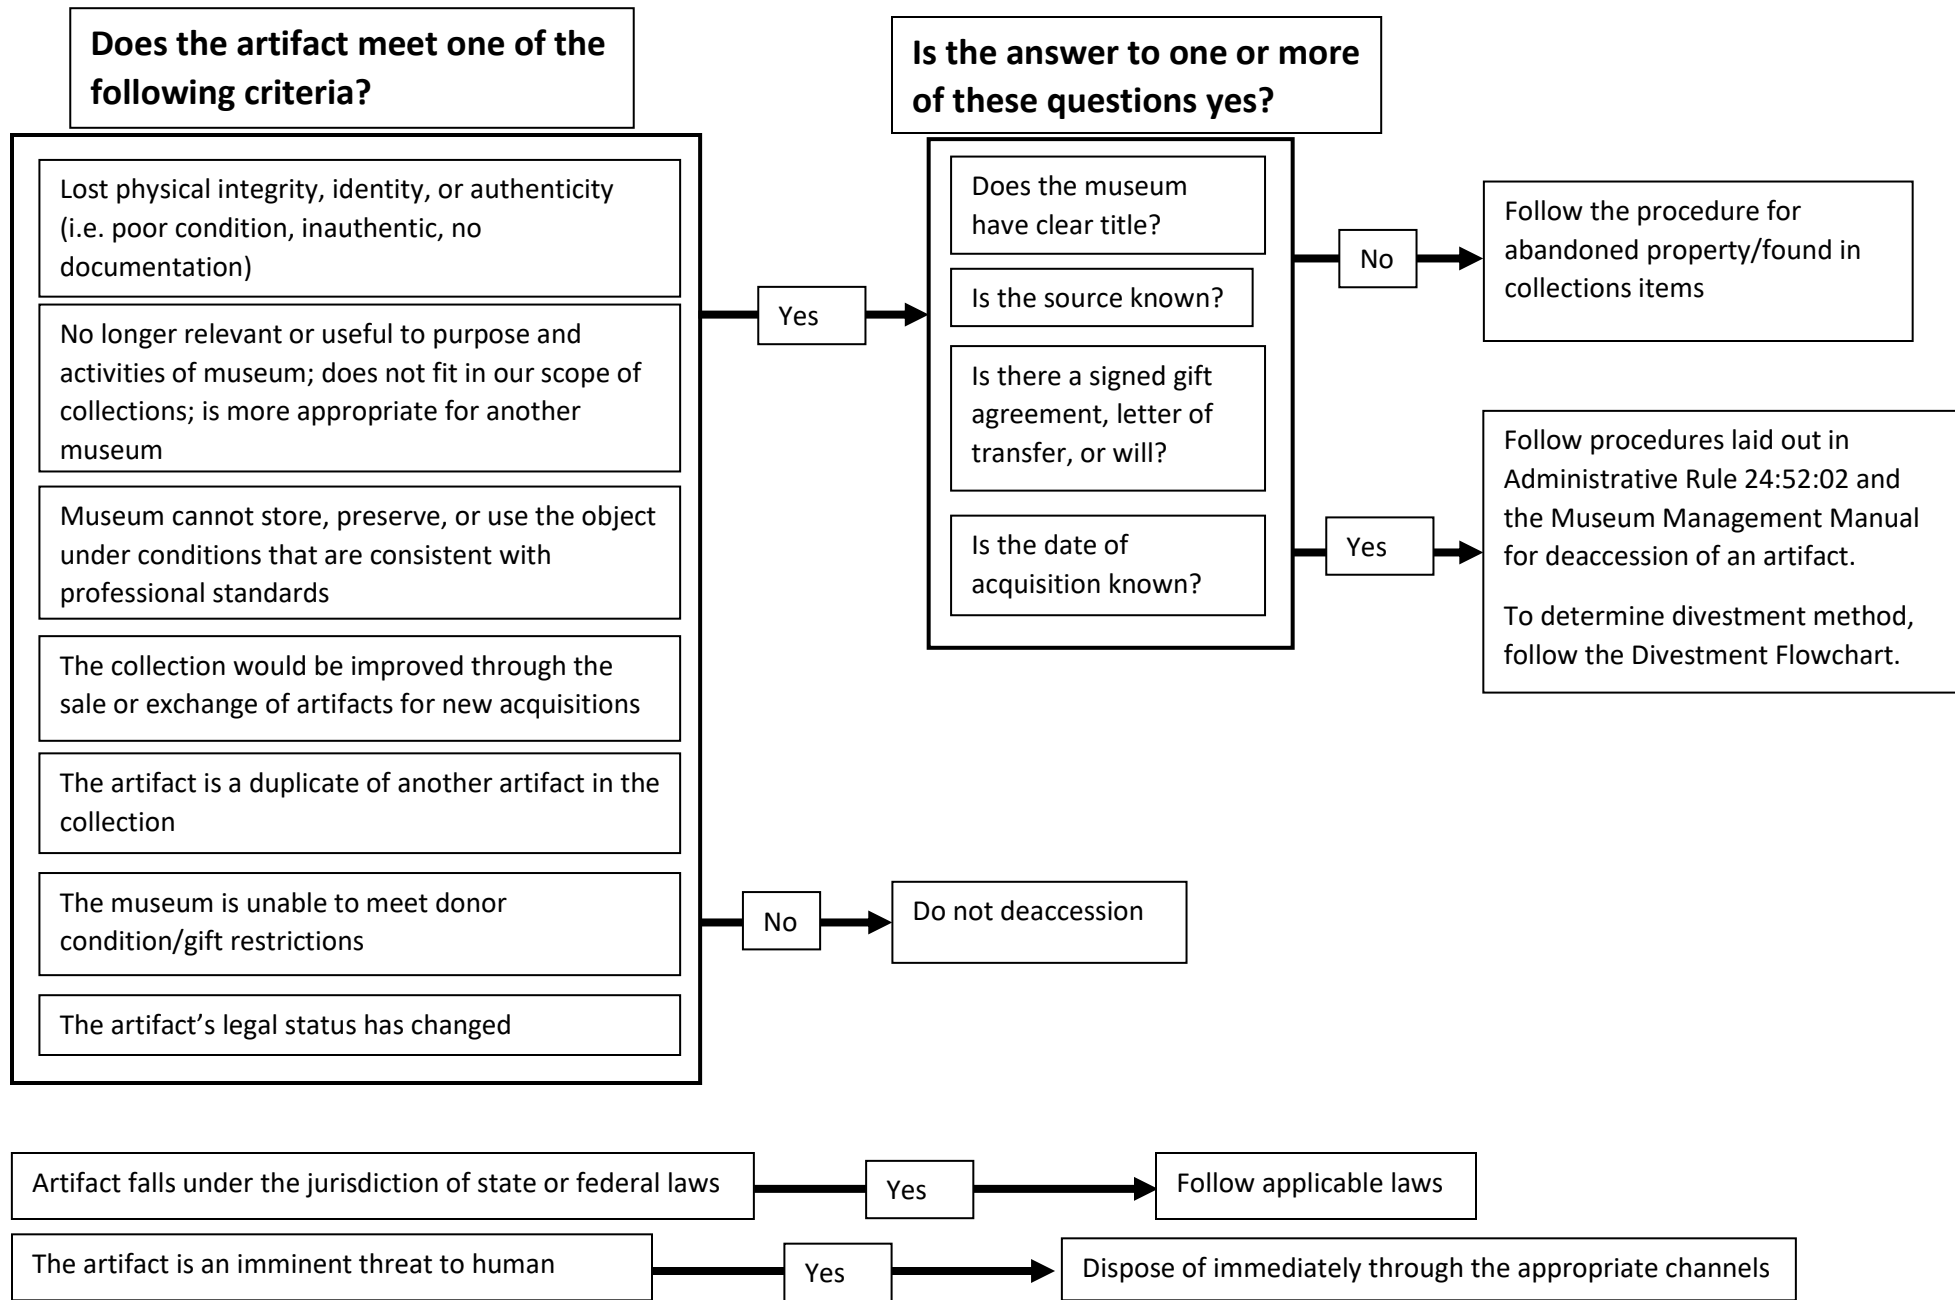 Does the artifact meet one of the
following criteria?
Lost physical integrity, identity, or authenticity
(i.e. poor condition, inauthentic, no
documentation)
No longer relevant or useful to purpose and
activities of museum; does not fit in our scope of
collections; is more appropriate for another
museum
Museum cannot store, preserve, or use the object
under conditions that are consistent with
professional standards
The collection would be improved through the
sale or exchange of artifacts for new acquisitions
The artifact is a duplicate of another artifact in the
collection
The museum is unable to meet donor
condition/gift restrictions
The artifact’s legal status has changed
Yes
No
Do not deaccession
Is the answer to one or more
of these questions yes?
Does the museum
have clear title?
Is the source known?
Is there a signed gift
agreement, letter of
transfer, or will?
Is the date of
acquisition known?
No
Follow the procedure for
abandoned property/found in
collections items
Yes
Follow procedures laid out in
Administrative Rule 24:52:02 and
the Museum Management Manual
for deaccession of an artifact.
To determine divestment method,
follow the Divestment Flowchart.
Artifact falls under the jurisdiction of state or federal laws
Yes
Follow applicable laws
The artifact is an imminent threat to human
Yes
Dispose of immediately through the appropriate channels